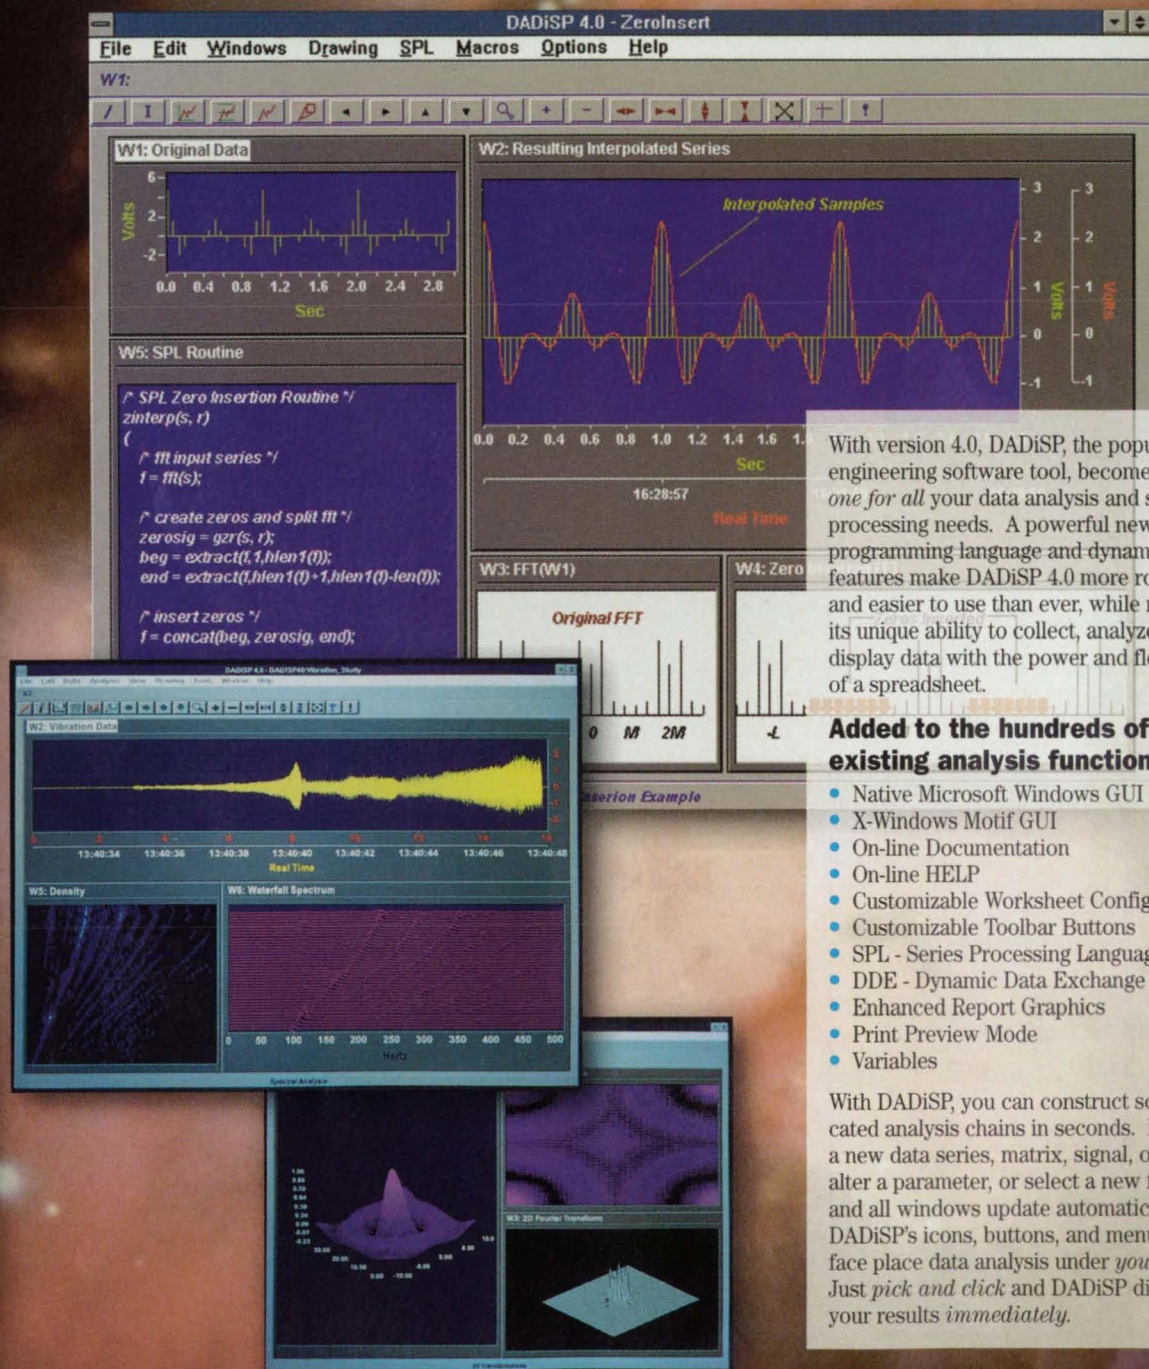 DADiSP 4.0 - ZeroInsert
File Edit Windows Drawing SPL Macros Options Help
W1:
W1: Original Data
6
2
-2
Volts
0.0 0.4 0.8 1.2 1.6 2.0 2.4 2.8
Sec
W2: Resulting Interpolated Series
Interpolated Samples
3
2
1
0
-1
Volts
3
2
1
0
-1
Volts
0.0 0.2 0.4 0.6 0.8 1.0 1.2 1.4 1.6
Sec
16:28:57
Real Time
W5: SPL Routine
/* SPL Zero Insertion Routine */
zinterp(s, r)
{
/* fft input series */
f = fft(s);
/* create zeros and split fft */
zerosig = gzr(s, r);
beg = extract(f,1,hlen1(f));
end = extract(f,hlen1(f)+1,hlen1(f)-len(f));
/* insert zeros */
f = concat(beg, zerosig, end);
W3: FFT(W1)
Original FFT
0 M 2M
W4: Zero
Zeros Inserted
-L
Example
DADiSP 4.0 - DADISP40:Vibration_Study
W2: Vibration Data
13:40:34 13:40:36 13:40:38 13:40:40 13:40:42 13:40:44 13:40:46 13:40:48
Real Time
W5: Density
W6: Waterfall Spectrum
0 50 100 150 200 250 300 350 400 450 500
Hertz
Spectral Analysis
W3: 2D Fourier Transform
With version 4.0, DADiSP, the popu
engineering software tool, become
one for all your data analysis and s
processing needs. A powerful new
programming language and dynam
features make DADiSP 4.0 more ro
and easier to use than ever, while r
its unique ability to collect, analyze
display data with the power and fle
of a spreadsheet.
Added to the hundreds of
existing analysis function
• Native Microsoft Windows GUI
• X-Windows Motif GUI
• On-line Documentation
• On-line HELP
• Customizable Worksheet Config
• Customizable Toolbar Buttons
• SPL - Series Processing Languag
• DDE - Dynamic Data Exchange
• Enhanced Report Graphics
• Print Preview Mode
• Variables
With DADiSP, you can construct so
cated analysis chains in seconds.
a new data series, matrix, signal, o
alter a parameter, or select a new f
and all windows update automatic
DADiSP's icons, buttons, and menu
face place data analysis under you
Just pick and click and DADiSP di
your results immediately.